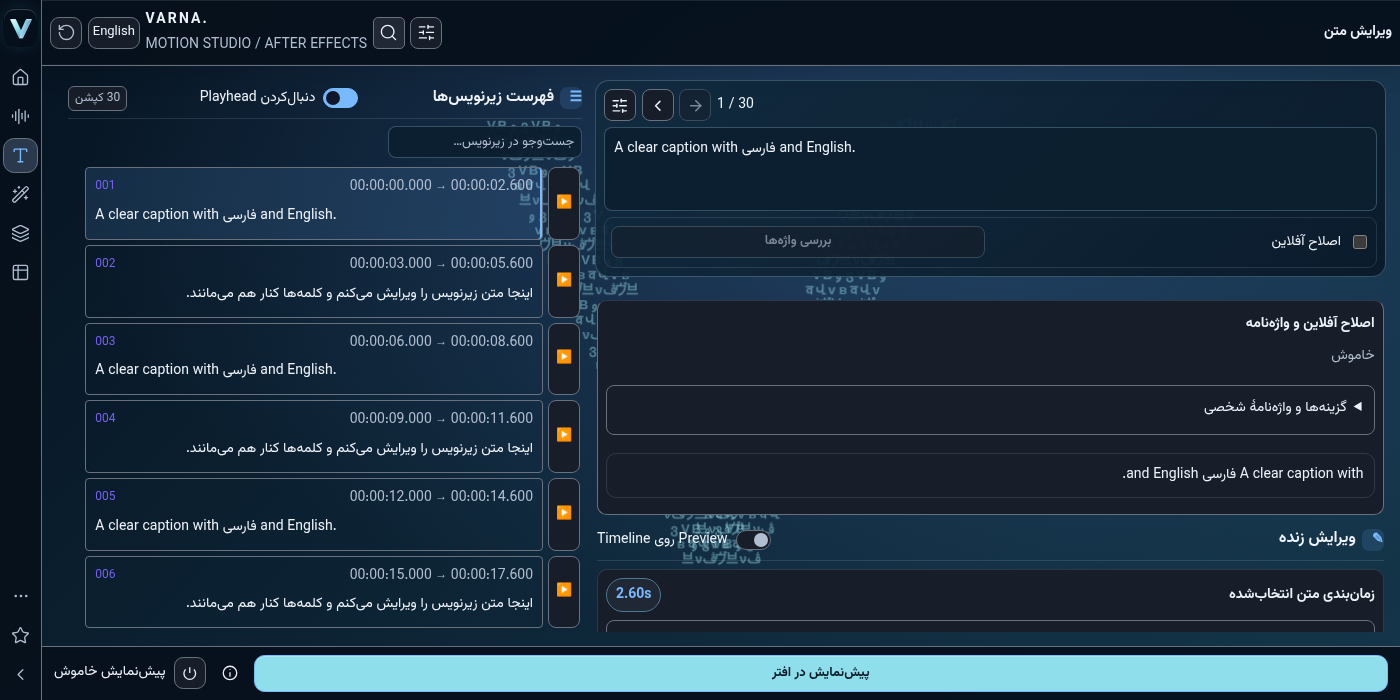 VARNA.
MOTION STUDIO / AFTER EFFECTS
English
ویرایش متن
1 / 30
A clear caption with فارسی and English.
اصلاح آفلاین
بررسی واژه‌ها
اصلاح آفلاین و واژه‌نامه
خاموش
گزینه‌ها و واژه‌نامهٔ شخصی
A clear caption with فارسی and English.
ویرایش زنده
Preview روی Timeline
زمان‌بندی متن انتخاب‌شده
2.60s
فهرست زیرنویس‌ها
دنبال‌کردن Playhead
30 کپشن
جست‌وجو در زیرنویس...
001 00:00:00.000 → 00:00:02.600
A clear caption with فارسی and English.
002 00:00:03.000 → 00:00:05.600
اینجا متن زیرنویس را ویرایش می‌کنم و کلمه‌ها کنار هم می‌مانند.
003 00:00:06.000 → 00:00:08.600
A clear caption with فارسی and English.
004 00:00:09.000 → 00:00:11.600
اینجا متن زیرنویس را ویرایش می‌کنم و کلمه‌ها کنار هم می‌مانند.
005 00:00:12.000 → 00:00:14.600
A clear caption with فارسی and English.
006 00:00:15.000 → 00:00:17.600
اینجا متن زیرنویس را ویرایش می‌کنم و کلمه‌ها کنار هم می‌مانند.
پیش‌نمایش در افتر
پیش‌نمایش خاموش